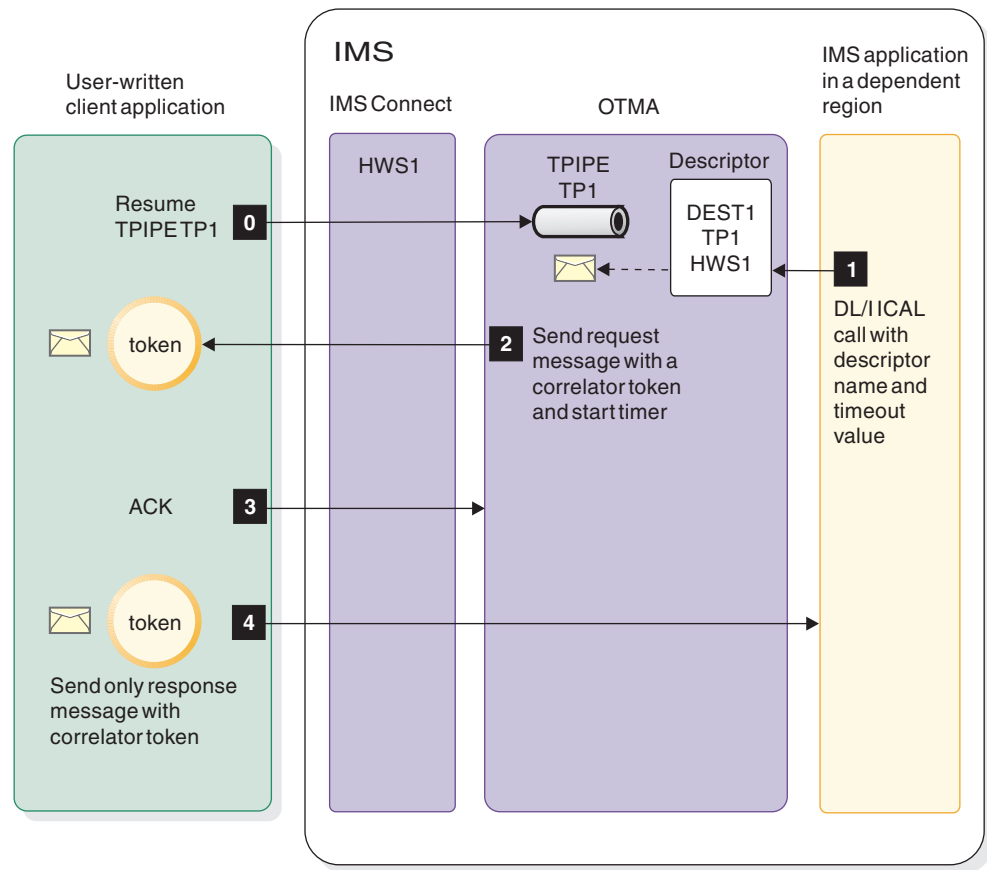 IMS
User-written
client application
IMS Connect
OTMA
IMS application
in a dependent
region
HWS1
TPIPE
TP1
Descriptor
DEST1
TP1
HWS1
Resume
TPIPE TP1
0
1
DL/I ICAL
call with
descriptor
name and
timeout
value
token
2
Send request
message with a
correlator token
and start timer
ACK
3
token
4
Send only response
message with
correlator token